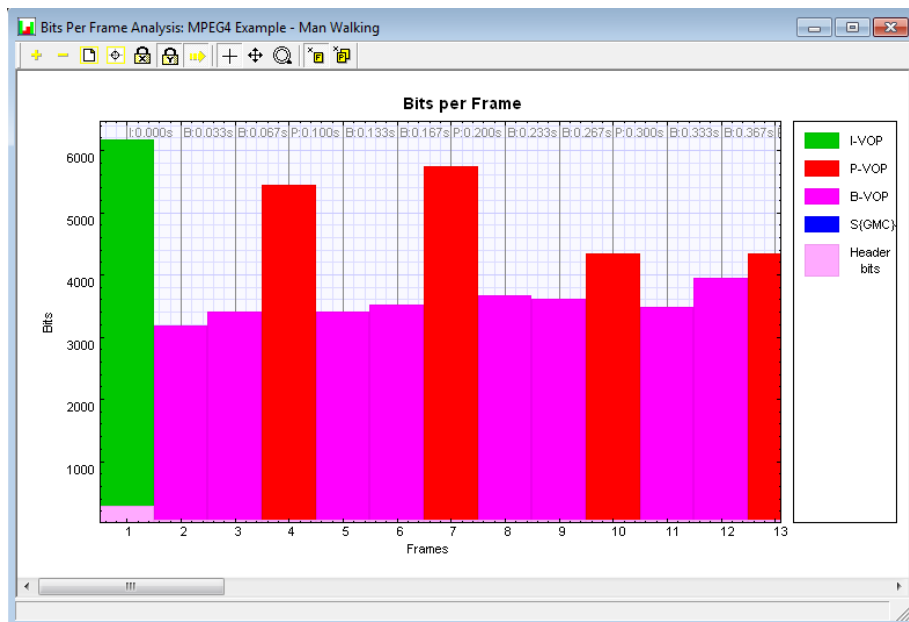 Bits Per Frame Analysis: MPEG4 Example - Man Walking
Bits per Frame
I:0.000s B:0.033s B:0.067s P:0.100s B:0.133s B:0.167s P:0.200s B:0.233s B:0.267s P:0.300s B:0.333s B:0.367s
6000
5000
4000
3000
2000
1000
Bits
1 2 3 4 5 6 7 8 9 10 11 12 13
Frames
I-VOP
P-VOP
B-VOP
S(GMC)
Header
bits